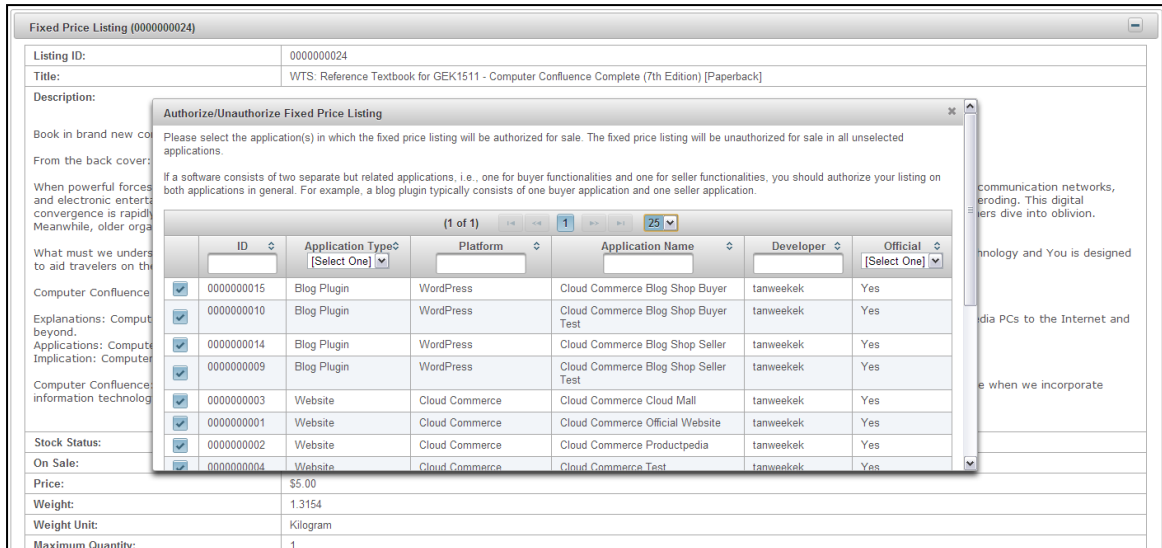 Fixed Price Listing (0000000024)
Listing ID: 0000000024
Title: WTS: Reference Textbook for GEK1511 - Computer Confluence Complete (7th Edition) [Paperback]
Description:
Authorize/Unauthorize Fixed Price Listing
Please select the application(s) in which the fixed price listing will be authorized for sale. The fixed price listing will be unauthorized for sale in all unselected
applications.
If a software consists of two separate but related applications, i.e., one for buyer functionalities and one for seller functionalities, you should authorize your listing on
both applications in general. For example, a blog plugin typically consists of one buyer application and one seller application.
(1 of 1) 1 25
ID Application Type Platform Application Name Developer Official
[Select One] [Select One]
0000000015 Blog Plugin WordPress Cloud Commerce Blog Shop Buyer tanweekek Yes
0000000010 Blog Plugin WordPress Cloud Commerce Blog Shop Buyer tanweekek Yes
Test
0000000014 Blog Plugin WordPress Cloud Commerce Blog Shop Seller tanweekek Yes
0000000009 Blog Plugin WordPress Cloud Commerce Blog Shop Seller tanweekek Yes
Test
0000000003 Website Cloud Commerce Cloud Commerce Cloud Mall tanweekek Yes
0000000001 Website Cloud Commerce Cloud Commerce Official Website tanweekek Yes
0000000002 Website Cloud Commerce Cloud Commerce Productpedia tanweekek Yes
0000000004 Website Cloud Commerce Cloud Commerce Test tanweekek Yes
Book in brand new
From the back cover:
When powerful forces communication networks,
and electronic eroding. This digital
convergence is rapidly dive into oblivion.
Meanwhile, older
What must we and You is designed
to aid travelers on
Computer Confluence
Explanations: PCs to the Internet and
beyond.
Applications:
Implication: Computer
Computer Confluence: when we incorporate
information
Stock Status:
On Sale:
Price: $5.00
Weight: 1.3154
Weight Unit: Kilogram
Maximum Quantity: 1